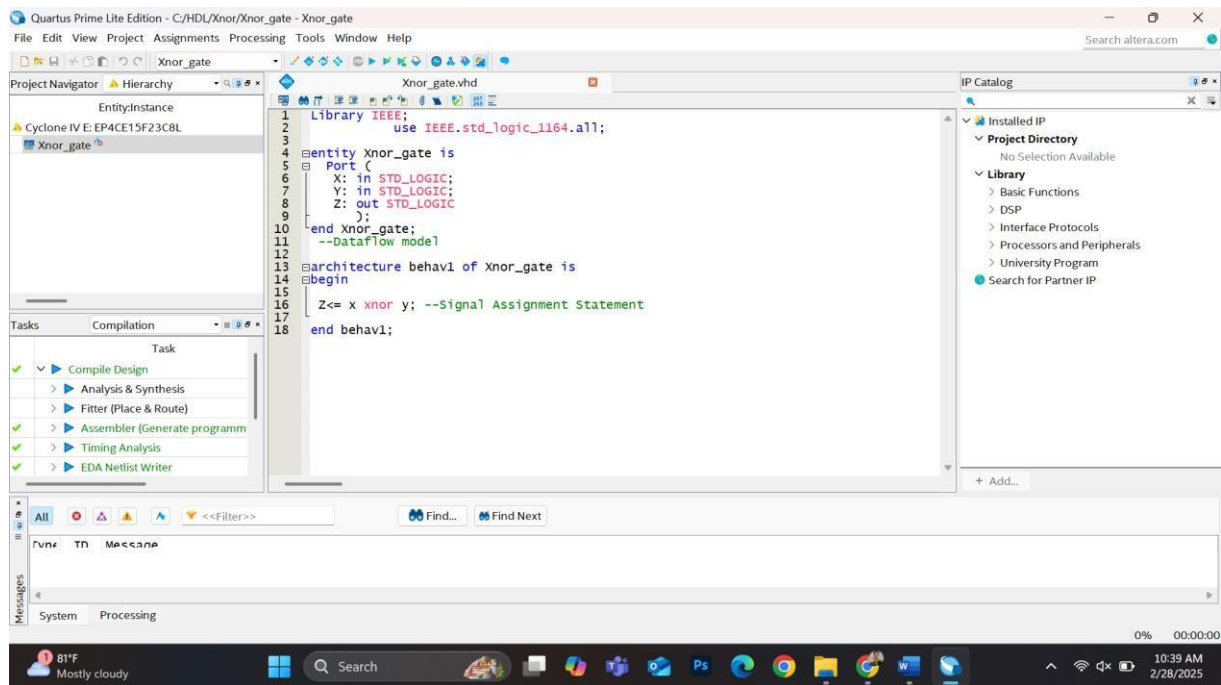 Quartus Prime Lite Edition - C:/HDL/Xnor/Xnor_gate - Xnor_gate
File Edit View Project Assignments Processing Tools Window Help
Search altera.com
Xnor_gate
Project Navigator Hierarchy
Entity:Instance
Cyclone IV E: EP4CE15F23C8L
Xnor_gate
Tasks Compilation
Task
Compile Design
Analysis & Synthesis
Fitter (Place & Route)
Assembler (Generate programm
Timing Analysis
EDA Netlist Writer
Xnor_gate.vhd
1 Library IEEE;
2 use IEEE.std_logic_1164.all;
3
4 entity Xnor_gate is
5 Port (
6 X: in STD_LOGIC;
7 Y: in STD_LOGIC;
8 Z: out STD_LOGIC
9 );
10 end Xnor_gate;
11 --Dataflow model
12
13 architecture behav1 of Xnor_gate is
14 begin
15
16 Z<= x xnor y; --Signal Assignment Statement
17
18 end behav1;
IP Catalog
Installed IP
Project Directory
No Selection Available
Library
Basic Functions
DSP
Interface Protocols
Processors and Peripherals
University Program
Search for Partner IP
+ Add...
All <<Filter>> Find... Find Next
Type ID Message
Messages
System Processing
0% 00:00:00
1
81°F
Mostly cloudy
Search
Ps
10:39 AM
2/28/2025